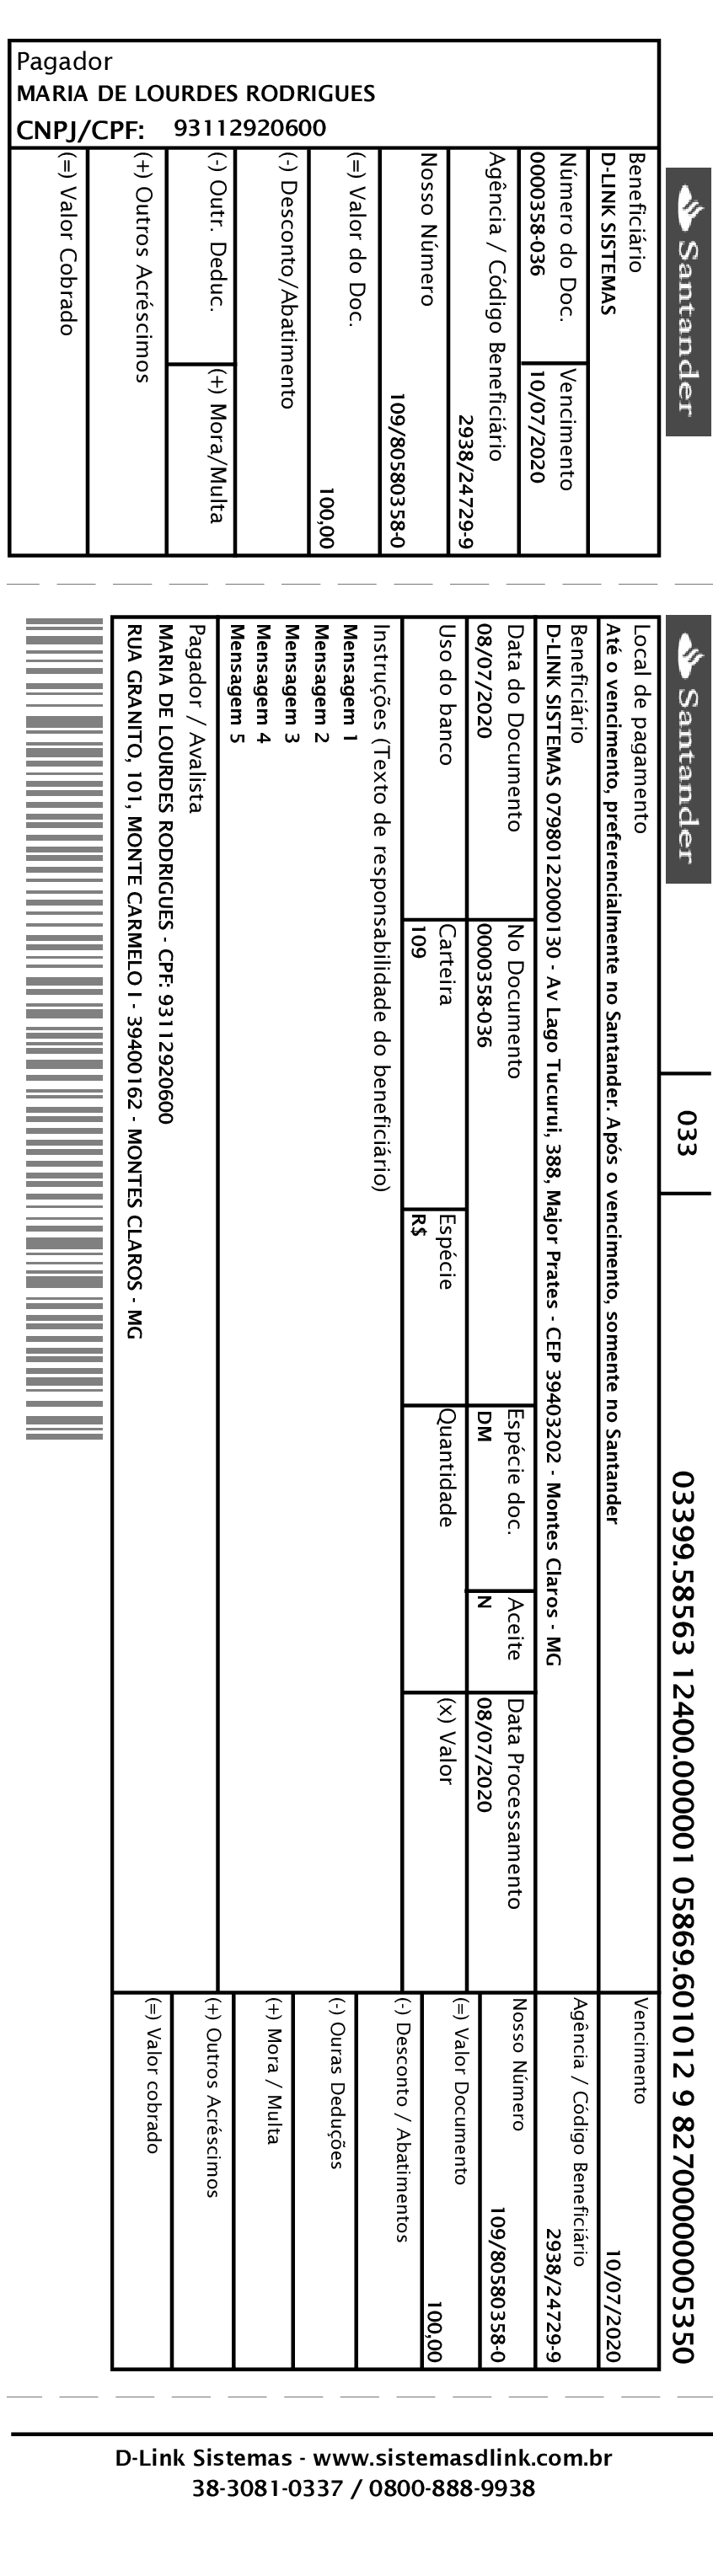 Pagador
MARIA DE LOURDES RODRIGUES
CNPJ/CPF: 93112920600
Santander
Beneficiário
D-LINK SISTEMAS
Número do Doc. Vencimento
0000358-036 10/07/2020
Agência / Código Beneficiário
2938/24729-9
Nosso Número
109/80580358-0
(=) Valor do Doc.
100,00
(-) Desconto/Abatimento
(-) Outr. Deduc. (+) Mora/Multa
(+) Outros Acréscimos
(=) Valor Cobrado
Santander 033 03399.58563 12400.000001 05869.601012 9 82700000005350
Local de pagamento Vencimento
Até o vencimento, preferencialmente no Santander. Após o vencimento, somente no Santander 10/07/2020
Beneficiário Agência / Código Beneficiário
D-LINK SISTEMAS 07980122000130 - Av Lago Tucurui, 388, Major Prates - CEP 39403202 - Montes Claros - MG 2938/24729-9
Data do Documento No Documento Espécie doc. Aceite Data Processamento Nosso Número
08/07/2020 0000358-036 DM N 08/07/2020 109/80580358-0
Uso do banco Carteira Espécie Quantidade (x) Valor (=) Valor Documento
109 R$ 100,00
Instruções (Texto de responsabilidade do beneficiário) (-) Desconto / Abatimentos
Mensagem 1
Mensagem 2 (-) Ouras Deduções
Mensagem 3
Mensagem 4 (+) Mora / Multa
Mensagem 5
Pagador / Avalista (+) Outros Acréscimos
MARIA DE LOURDES RODRIGUES - CPF: 93112920600
RUA GRANITO, 101, MONTE CARMELO I - 39400162 - MONTES CLAROS - MG (=) Valor cobrado
D-Link Sistemas - www.sistemasdlink.com.br
38-3081-0337 / 0800-888-9938